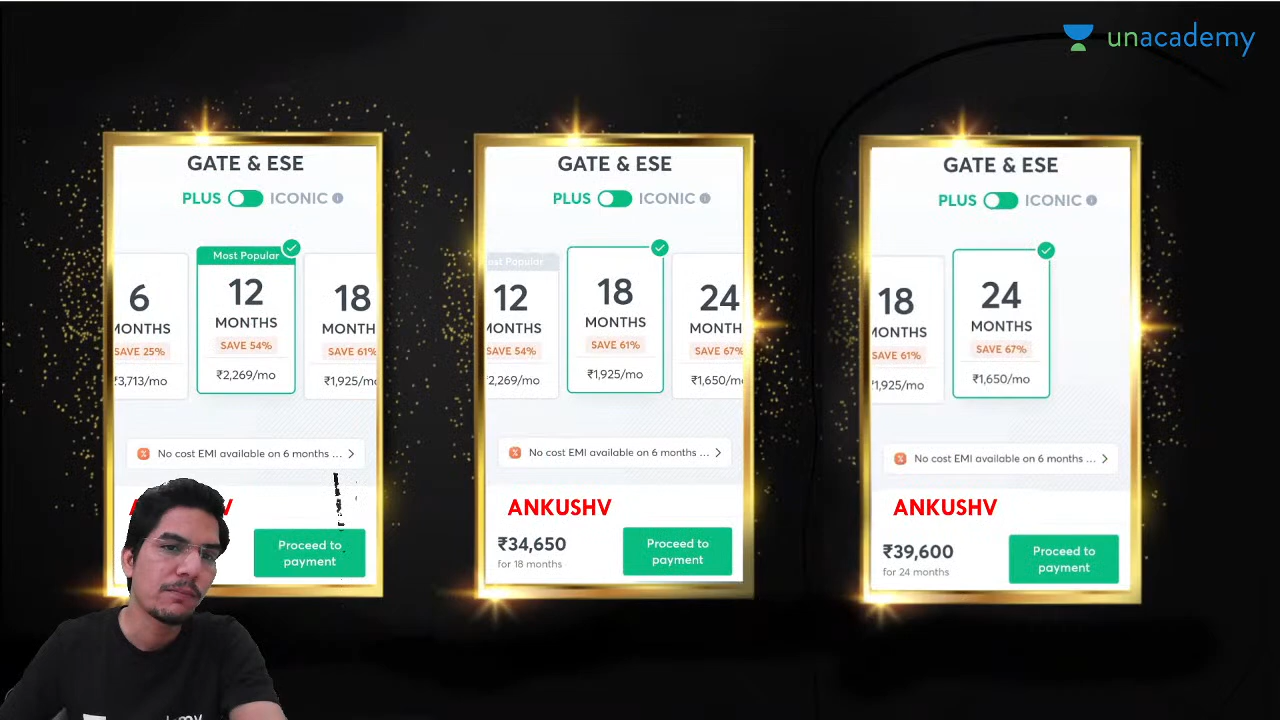 unacademy
GATE & ESE
PLUS ICONIC
Most Popular
6
MONTHS
SAVE 25%
₹3,713/mo
12
MONTHS
SAVE 54%
₹2,269/mo
18
MONTH
SAVE 61%
₹1,925/mo
No cost EMI available on 6 months ...
Proceed to
payment
GATE & ESE
PLUS ICONIC
12
MONTHS
SAVE 54%
2,269/mo
18
MONTHS
SAVE 61%
₹1,925/mo
24
MONTH
SAVE 67%
₹1,650/mo
No cost EMI available on 6 months ...
ANKUSHV
₹34,650
for 18 months
Proceed to
payment
GATE & ESE
PLUS ICONIC
18
MONTHS
SAVE 61%
₹1,925/mo
24
MONTHS
SAVE 67%
₹1,650/mo
No cost EMI available on 6 months ...
ANKUSHV
₹39,600
for 24 months
Proceed to
payment